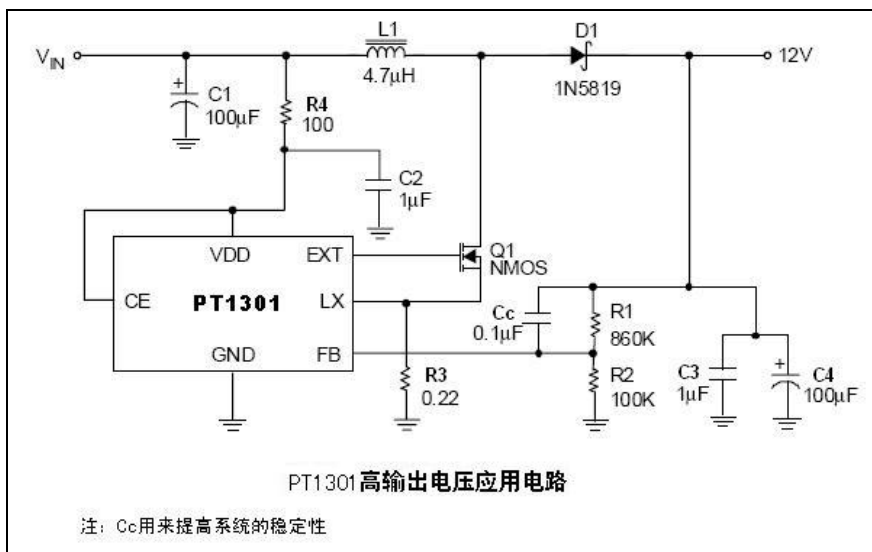 L1
D1
VIN
12V
4.7μH
1N5819
+
C1
100μF
R4
100
C2
1μF
VDD
EXT
Q1
NMOS
CE
PT1301
LX
Cc
0.1μF
R1
860K
GND
FB
R3
0.22
R2
100K
C3
1μF
+
C4
100μF
PT1301高输出电压应用电路
注：Cc用来提高系统的稳定性